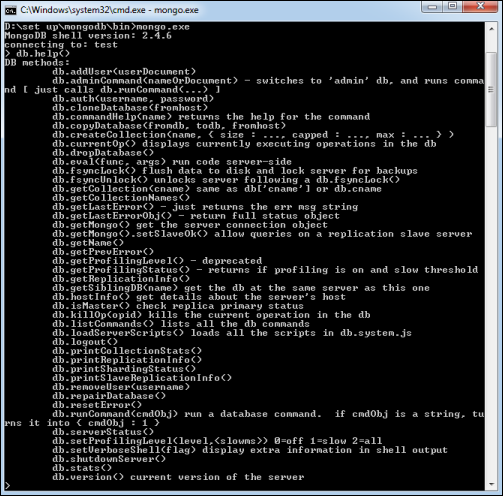 C:\Windows\system32\cmd.exe - mongo.exe
D:\set up\mongodb\bin>mongo.exe
MongoDB shell version: 2.4.6
connecting to: test
> db.help()
DB methods:
db.addUser(userDocument)
db.adminCommand(nameOrDocument) - switches to 'admin' db, and runs comma
nd [ just calls db.runCommand(...) ]
db.auth(username, password)
db.cloneDatabase(fromhost)
db.commandHelp(name) returns the help for the command
db.copyDatabase(fromdb, todb, fromhost)
db.createCollection(name, { size : ..., capped : ..., max : ... } )
db.currentOp() displays currently executing operations in the db
db.dropDatabase()
db.eval(func, args) run code server-side
db.fsyncLock() flush data to disk and lock server for backups
db.fsyncUnlock() unlocks server following a db.fsyncLock()
db.getCollection(cname) same as db['cname'] or db.cname
db.getCollectionNames()
db.getLastError() - just returns the err msg string
db.getLastErrorObj() - return full status object
db.getMongo() get the server connection object
db.getMongo().setSlaveOk() allow queries on a replication slave server
db.getName()
db.getPrevError()
db.getProfilingLevel() - deprecated
db.getProfilingStatus() - returns if profiling is on and slow threshold
db.getReplicationInfo()
db.getSiblingDB(name) get the db at the same server as this one
db.hostInfo() get details about the server's host
db.isMaster() check replica primary status
db.killOp(opid) kills the current operation in the db
db.listCommands() lists all the db commands
db.loadServerScripts() loads all the scripts in db.system.js
db.logout()
db.printCollectionStats()
db.printReplicationInfo()
db.printShardingStatus()
db.printSlaveReplicationInfo()
db.removeUser(username)
db.repairDatabase()
db.resetError()
db.runCommand(cmdObj) run a database command.  if cmdObj is a string, tu
rns it into { cmdObj : 1 }
db.serverStatus()
db.setProfilingLevel(level,(slowms)) 0=off 1=slow 2=all
db.setVerboseShell(flag) display extra information in shell output
db.shutdownServer()
db.stats()
db.version() current version of the server
>